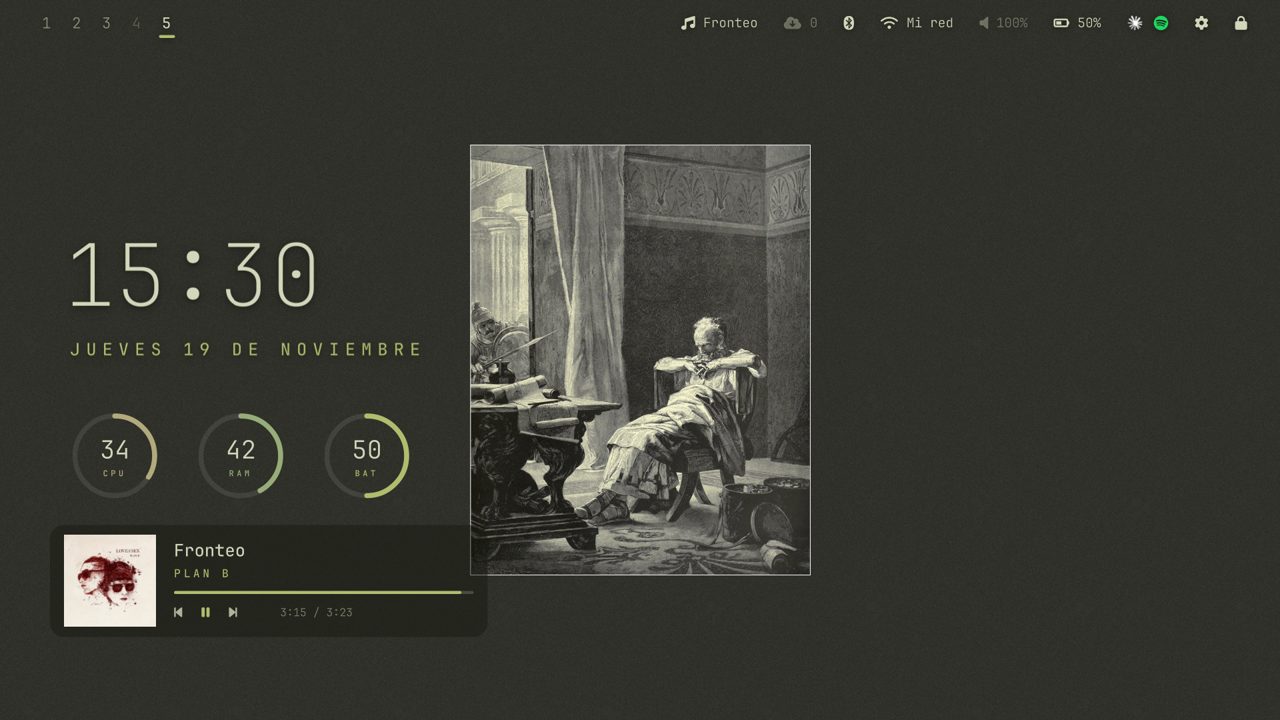 1 2 3 4 5
Fronteo 0 Mi red 100% 50%
15:30
JUEVES 19 DE NOVIEMBRE
34 42 50
CPU RAM BAT
Fronteo
PLAN B
3:15 / 3:23